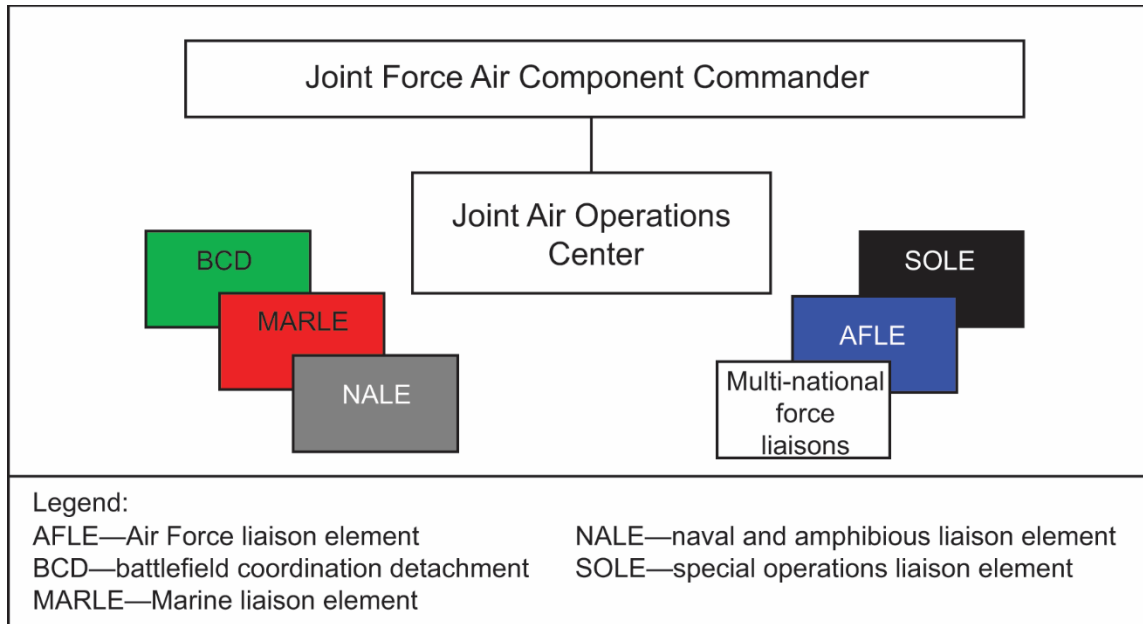 Joint Force Air Component Commander
Joint Air Operations
Center
BCD
MARLE
NALE
SOLE
AFLE
Multi-national
force
liaisons
Legend:
AFLE—Air Force liaison element
BCD—battlefield coordination detachment
MARLE—Marine liaison element
NALE—naval and amphibious liaison element
SOLE—special operations liaison element